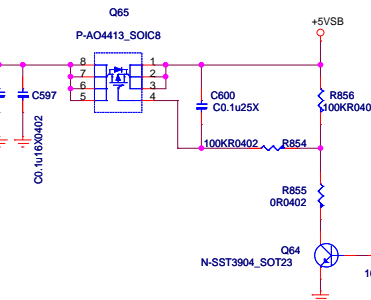 Q65
P-AO4413_SOIC8
+5VSB
8
7
6
5
1
2
3
4
C597
C0.1u16X0402
C600
C0.1u25X
R856
100KR040
100KR0402
R854
R855
0R0402
Q64
N-SST3904_SOT23